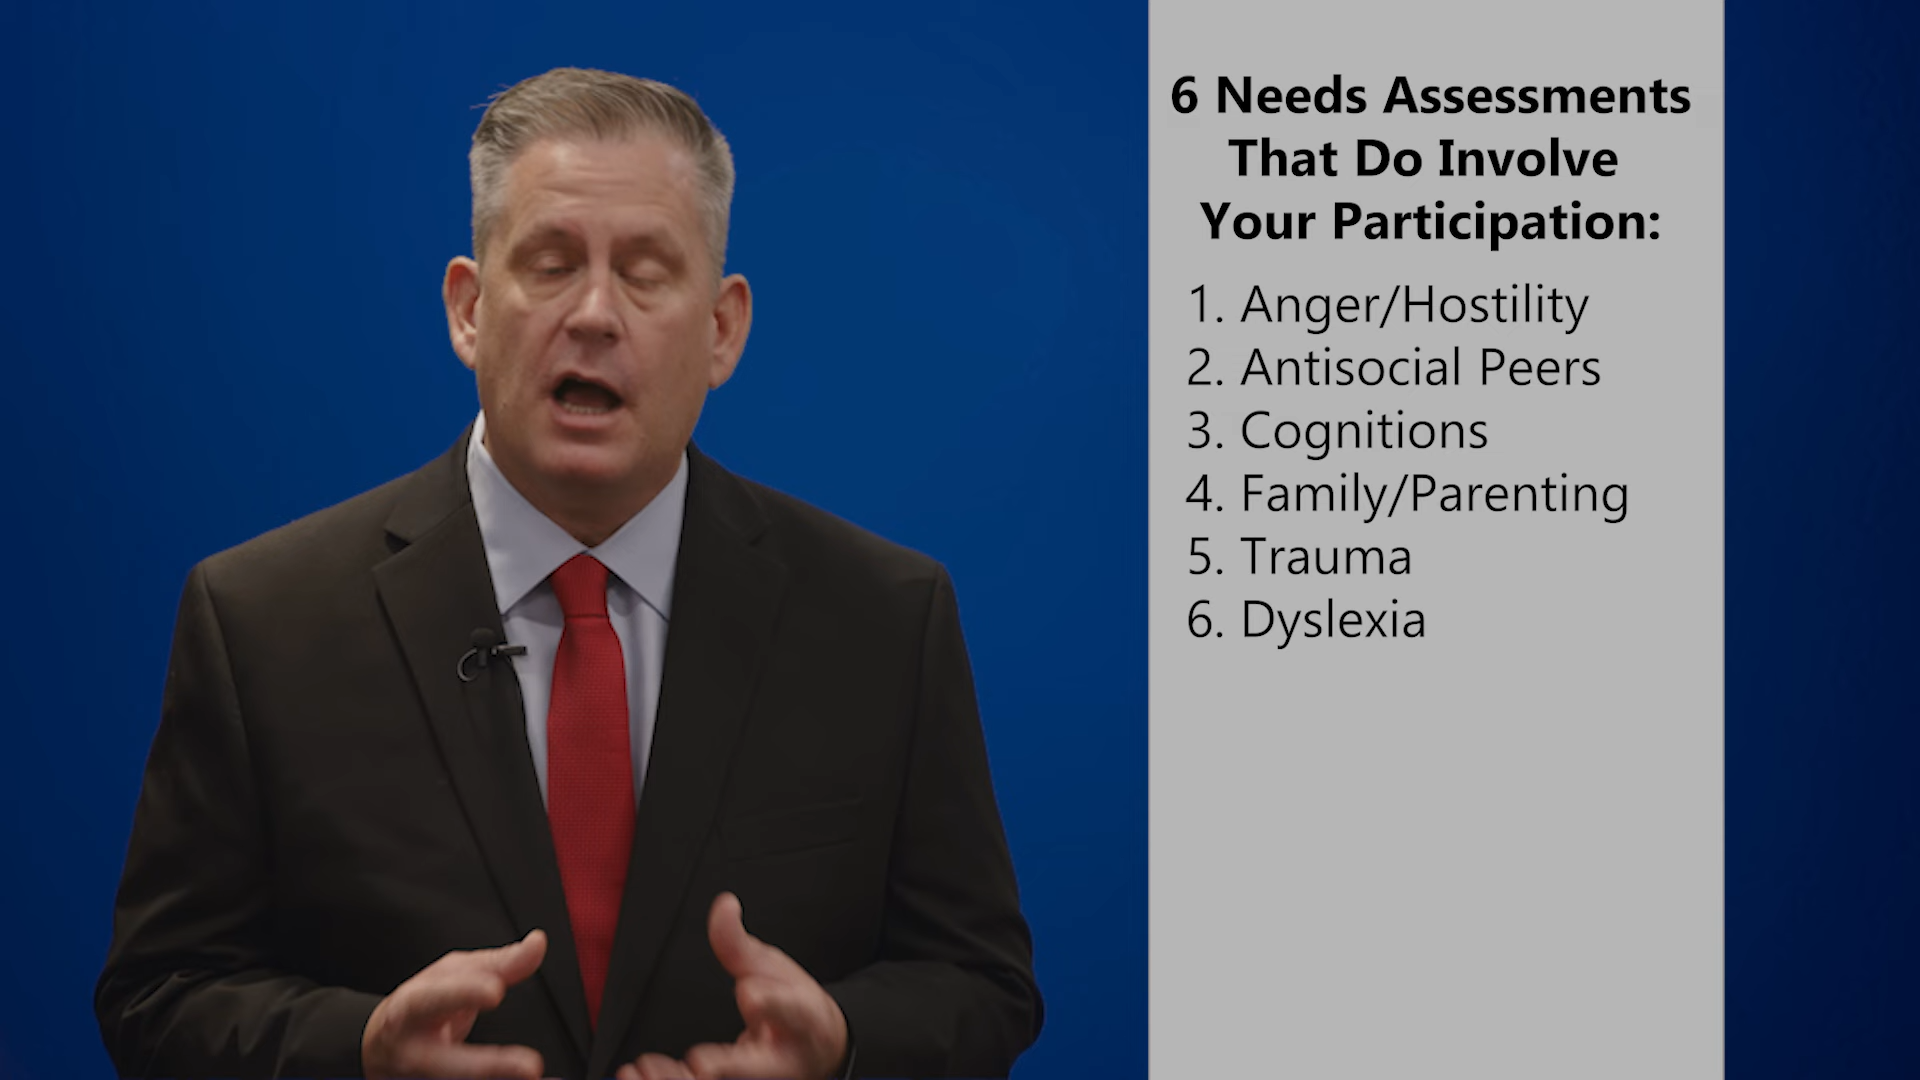 6 Needs Assessments
That Do Involve
Your Participation:
1. Anger/Hostility
2. Antisocial Peers
3. Cognitions
4. Family/Parenting
5. Trauma
6. Dyslexia